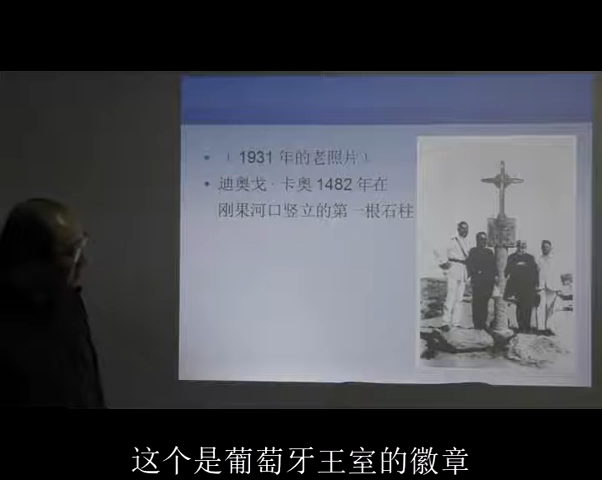 （1931 年的老照片）
迪奥戈·卡奥 1482 年在
刚果河口竖立的第一根石柱
这个是葡萄牙王室的徽章